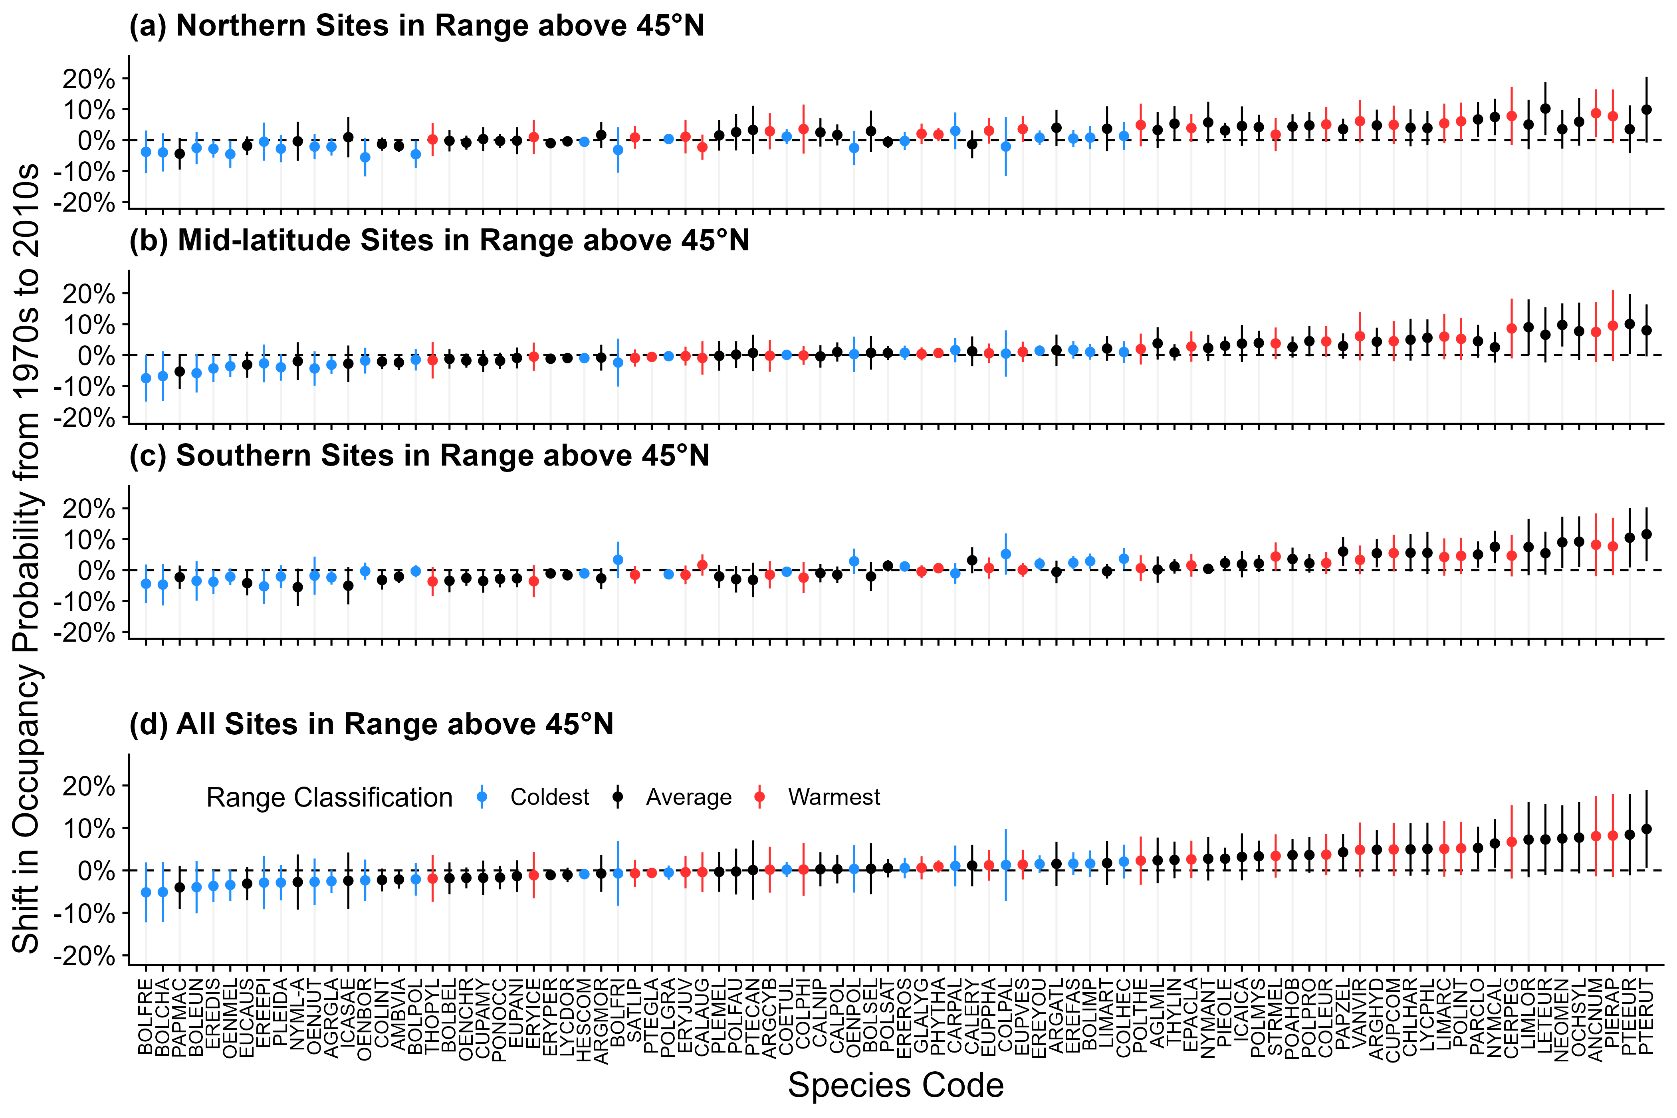 (a) Northern Sites in Range above 45°N
20%
10%
0%
-10%
-20%
(b) Mid-latitude Sites in Range above 45°N
20%
10%
0%
-10%
-20%
(c) Southern Sites in Range above 45°N
20%
10%
0%
-10%
-20%
(d) All Sites in Range above 45°N
20%
10%
0%
-10%
-20%
Range Classification Coldest Average Warmest
Shift in Occupancy Probability from 1970s to 2010s
BOLFRE
BOLCHA
PAPMAC
BOLEUN
EREDIS
OENMEL
EUCAUS
EREEPI
PLEIDA
NYML-A
OENJUT
AGRGLA
ICASAE
OENBOR
COLINT
AMBVIA
BOLPOL
THOPYL
BOLBEL
OENCHR
CUPAMY
PONOCC
EUPANI
ERYICE
ERYPER
LYCDOR
HESCOM
ARGMOR
BOLFRI
SATLIP
PTEGLA
POLGRA
ERYJUV
CALAUG
PLEMEL
POLFAU
PTECAN
ARGCYB
COETUL
COLPHI
CALNIP
CALPOL
OENPOL
BOLSEL
POLSAT
EREROS
GLALYG
PHYTHA
CARPAL
CALERY
EUPPHA
COLPAL
EUPVES
EREYOU
ARGATL
EREFAS
BOLIMP
LIMART
COLHEC
POLTHE
AGLMIL
THYLIN
EPACLA
NYMANT
PIEOLE
ICAICA
POLMYS
STRMEL
POAHOB
POLPRO
COLEUR
PAPZEL
VANVIR
ARGHYD
CUPCOM
CHLHAR
LYCPHL
LIMARC
POLINT
PARCLO
NYMCAL
CERPEG
LIMLOR
LETEUR
NEOMEN
OCHSYL
ANCNUM
PIERAP
PTEEUR
PTERUT
Species Code